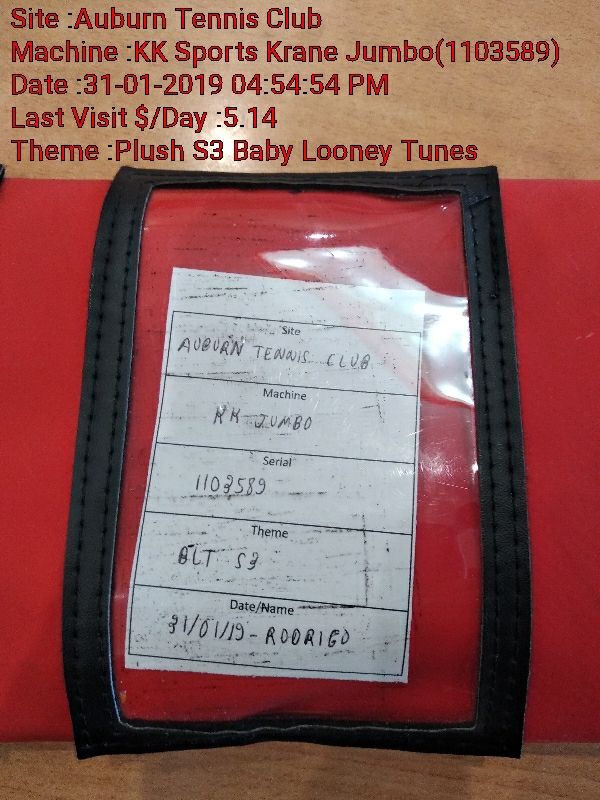 Site :Auburn Tennis Club
Machine :KK Sports Krane Jumbo(1103589)
Date :31-01-2019 04:54:54 PM
Last Visit $/Day :5.14
Theme :Plush S3 Baby Looney Tunes
Site
AUBURN TENNIS CLUB
Machine
KK JUMBO
Serial
1103589
Theme
BLT S3
Date/Name
31/01/19-RODRIGO